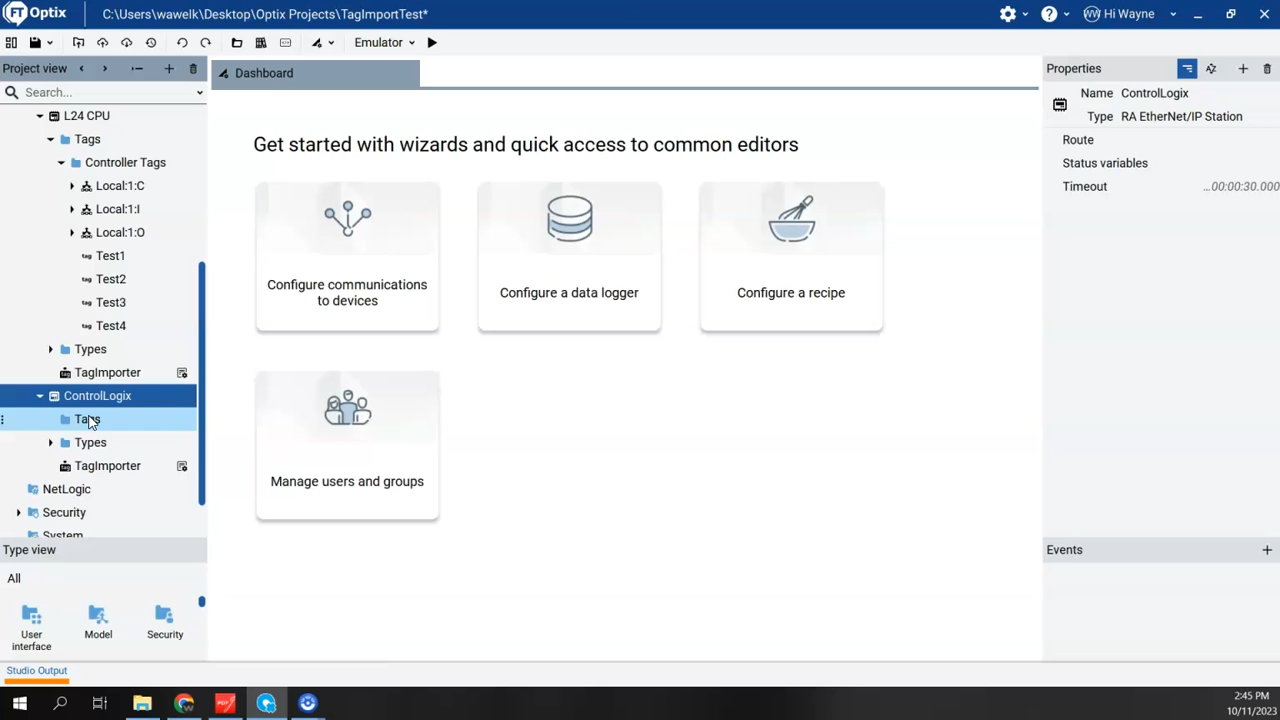 FT Optix
C:\Users\wawelk\Desktop\Optix Projects\TagImportTest*
Hi Wayne
Emulator
Project view
Search...
L24 CPU
Tags
Controller Tags
Local:1:C
Local:1:I
Local:1:O
Test1
Test2
Test3
Test4
Types
TagImporter
ControlLogix
Tags
Types
TagImporter
NetLogic
Security
System
Type view
All
User
interface
Model
Security
Studio Output
Dashboard
Get started with wizards and quick access to common editors
Configure communications
to devices
Configure a data logger
Configure a recipe
Manage users and groups
Properties
Name ControlLogix
Type RA EtherNet/IP Station
Route
Status variables
Timeout ...00:00:30.000
Events
2:45 PM
10/11/2023